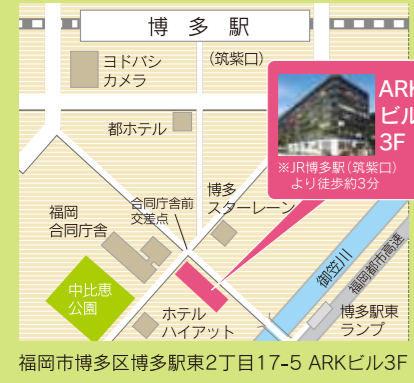 博多駅
ヨドバシ
カメラ
(筑紫口)
ARK
ビル
3F
※JR博多駅(筑紫口)
より徒歩約3分
都ホテル
博多
スターレーン
合同庁舎前
交差点
福岡
合同庁舎
中比恵
公園
御笠川
福岡都市高速
ホテル
ハイアット
博多駅東
ランプ
福岡市博多区博多駅東2丁目17-5 ARKビル3F